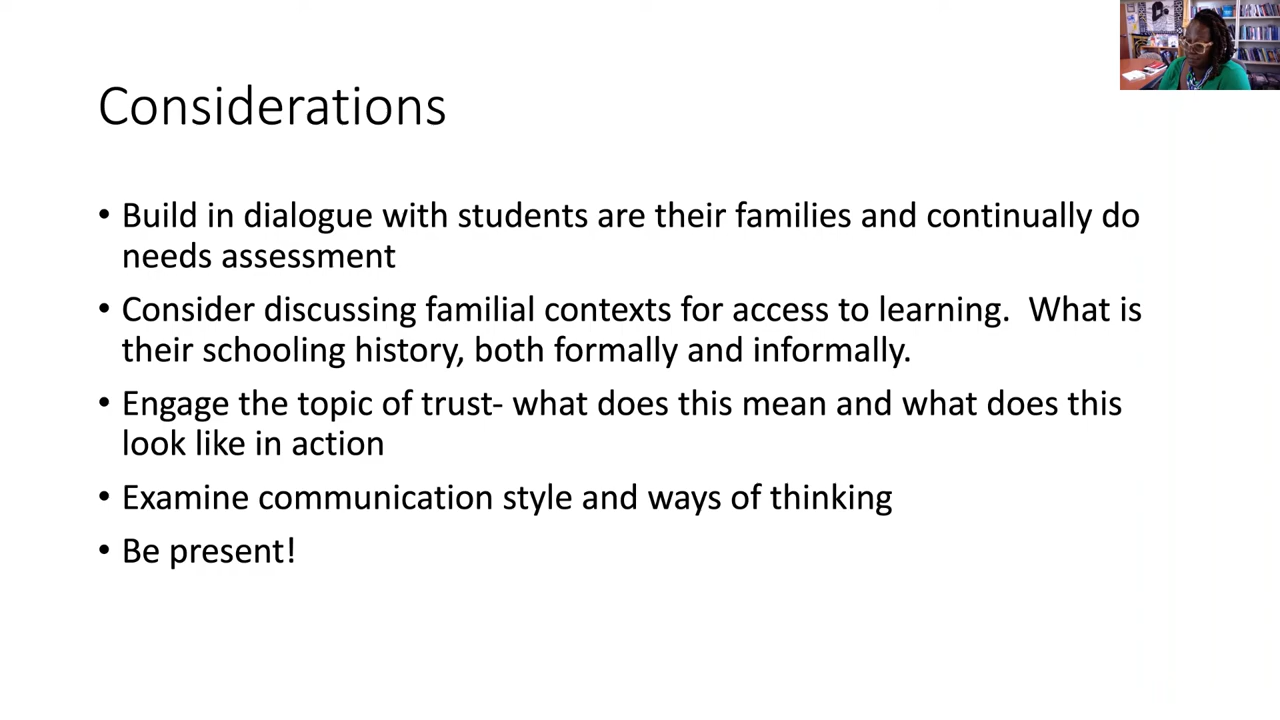 Considerations
• Build in dialogue with students are their families and continually do
needs assessment
• Consider discussing familial contexts for access to learning.  What is
their schooling history, both formally and informally.
• Engage the topic of trust- what does this mean and what does this
look like in action
• Examine communication style and ways of thinking
• Be present!